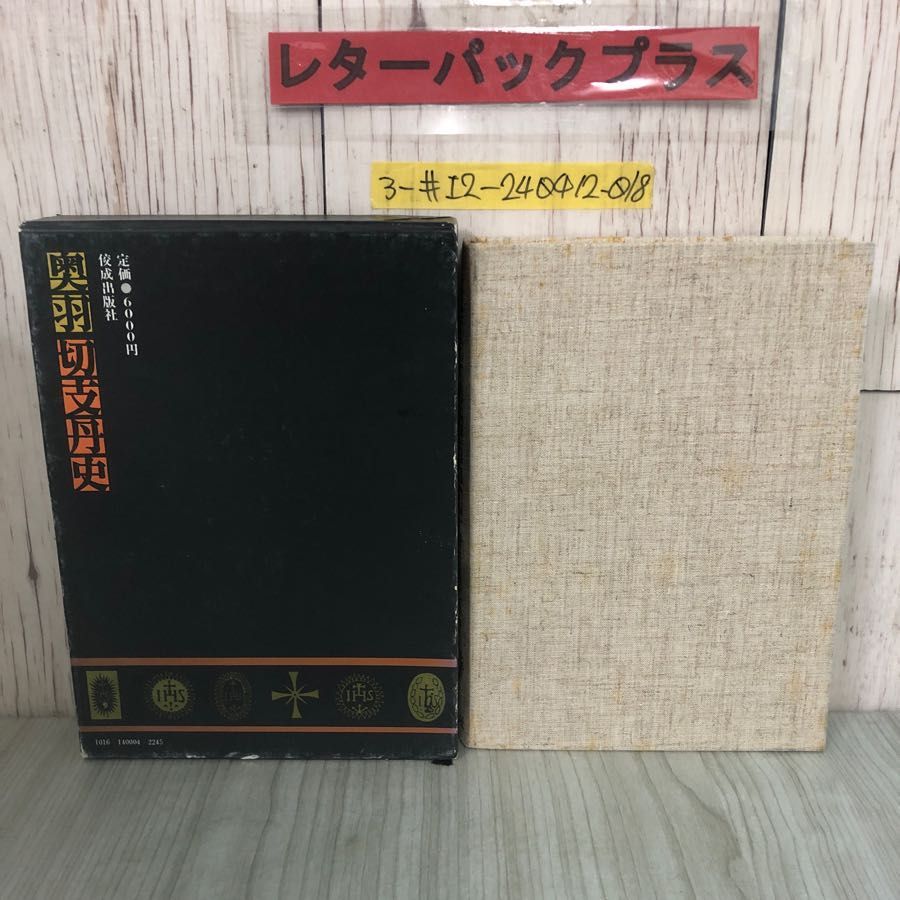 レターパックプラス
3-#I2-240412-018
定価●6000円
佼成出版社
奥羽切支丹史
IHS
IHS
1016 140004 2245